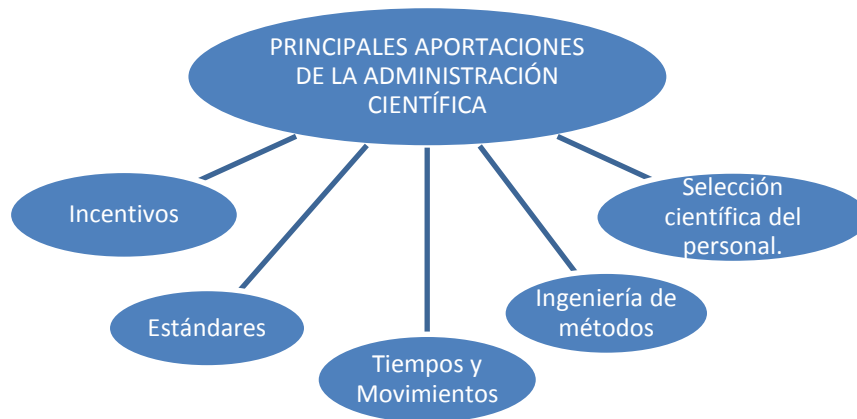 PRINCIPALES APORTACIONES
DE LA ADMINISTRACIÓN
CIENTÍFICA
Incentivos
Estándares
Tiempos y
Movimientos
Ingeniería de
métodos
Selección
científica del
personal.